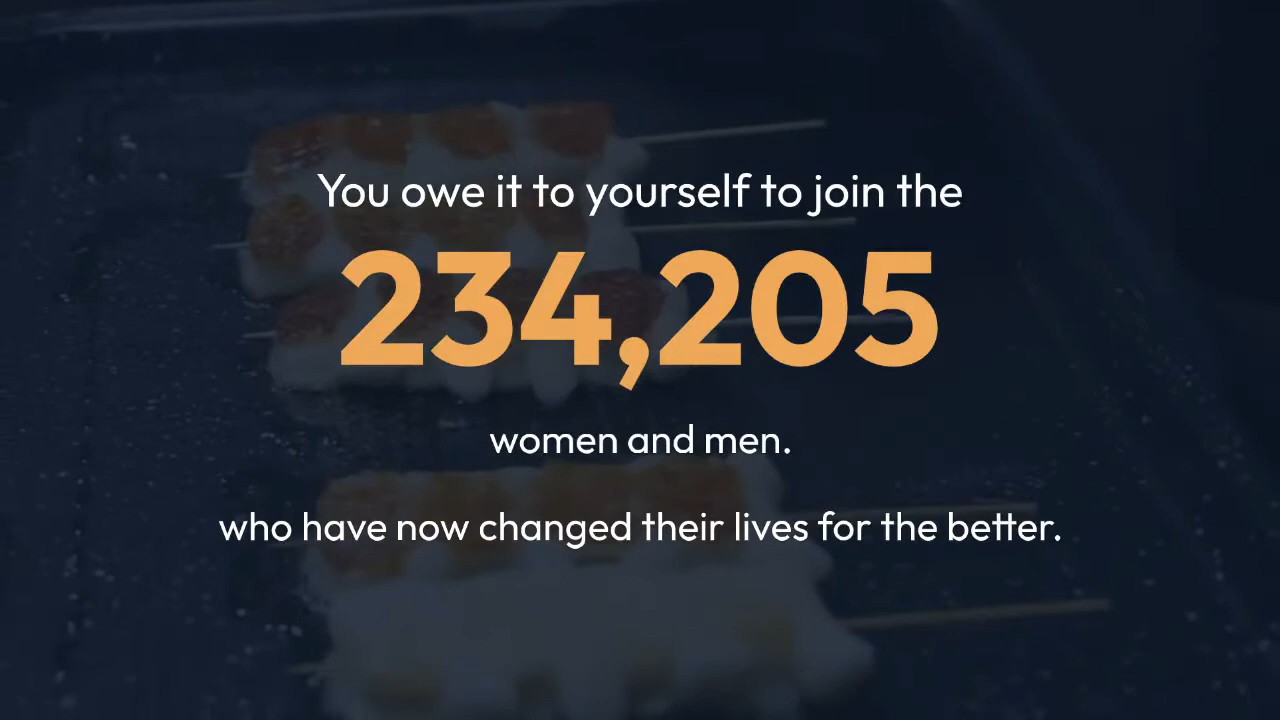 You owe it to yourself to join the
234,205
women and men.
who have now changed their lives for the better.